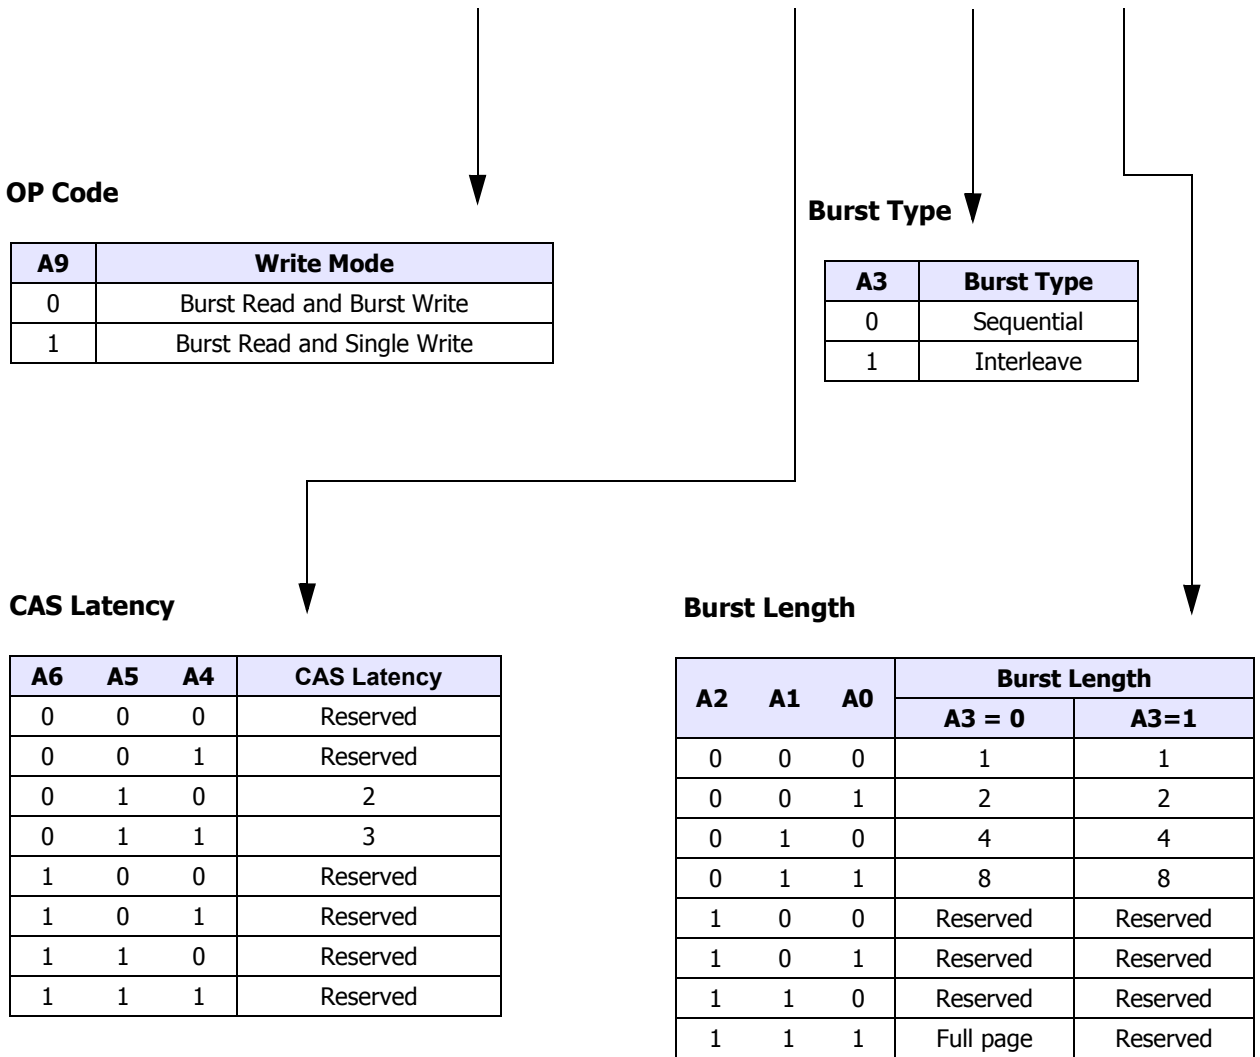 OP Code
A9 Write Mode
0 Burst Read and Burst Write
1 Burst Read and Single Write
Burst Type
A3 Burst Type
0 Sequential
1 Interleave
CAS Latency
A6 A5 A4 CAS Latency
0 0 0 Reserved
0 0 1 Reserved
0 1 0 2
0 1 1 3
1 0 0 Reserved
1 0 1 Reserved
1 1 0 Reserved
1 1 1 Reserved
Burst Length
A2 A1 A0 Burst Length
A3 = 0 A3=1
0 0 0 1 1
0 0 1 2 2
0 1 0 4 4
0 1 1 8 8
1 0 0 Reserved Reserved
1 0 1 Reserved Reserved
1 1 0 Reserved Reserved
1 1 1 Full page Reserved